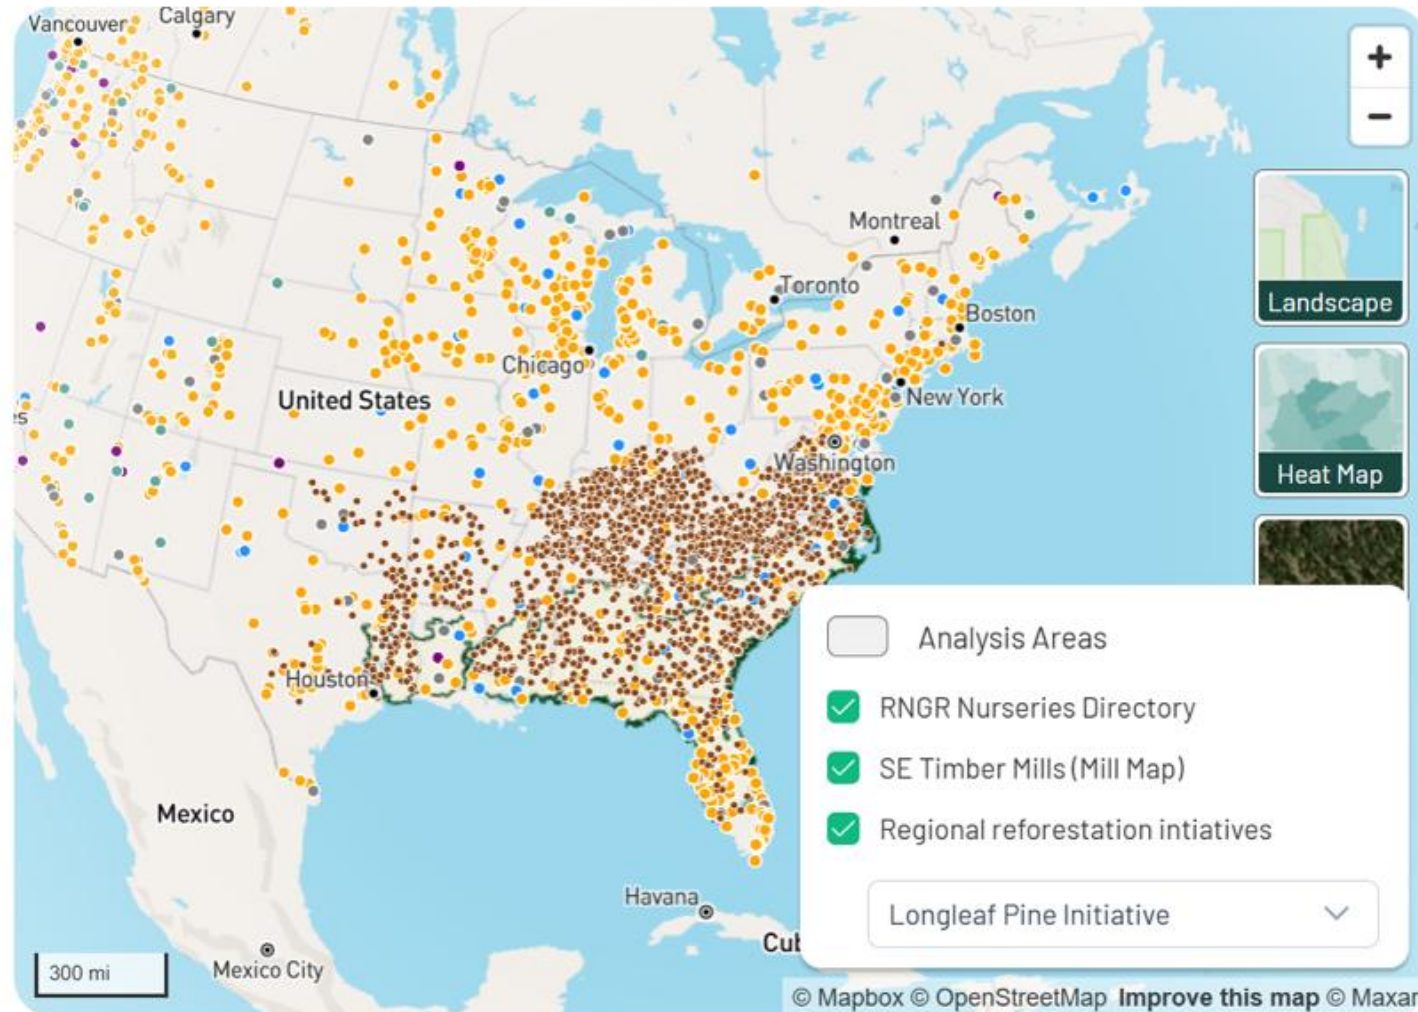 Vancouver
Calgary
Montreal
Toronto
Boston
Chicago
New York
United States
Washington
Houston
Mexico
Havana
Mexico City
Cub
es
300 mi
+
−
Landscape
Heat Map
Analysis Areas
RNGR Nurseries Directory
SE Timber Mills (Mill Map)
Regional reforestation intiatives
Longleaf Pine Initiative
© Mapbox © OpenStreetMap Improve this map © Maxar